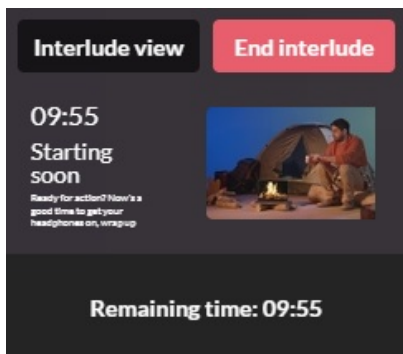 Interlude view
End interlude
09:55
Starting
soon
Ready for action? Now's a
good time to get your
headphones on, wrap up
Remaining time: 09:55